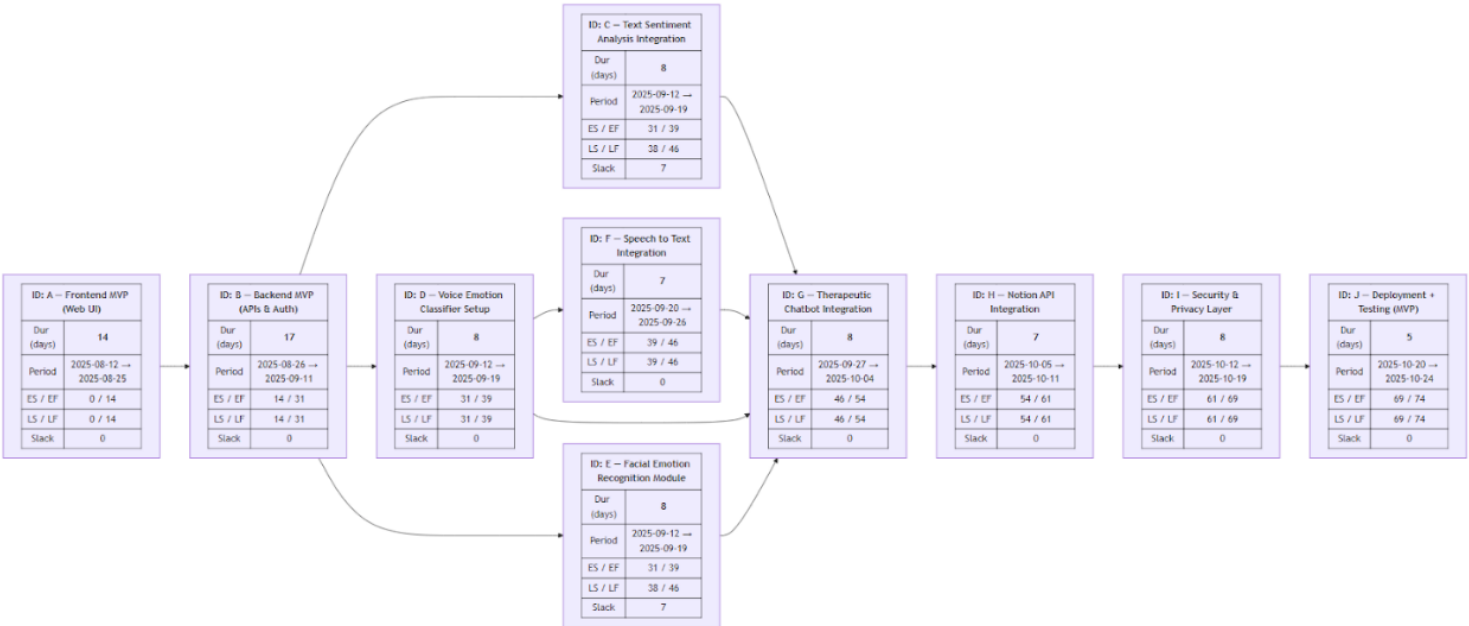 ID: A — Frontend MVP
(Web UI)
Dur
(days)
14
Period
2025-08-12 →
2025-08-25
ES / EF
0 / 14
LS / LF
0 / 14
Slack
0
ID: B — Backend MVP
(APIs & Auth)
Dur
(days)
17
Period
2025-08-26 →
2025-09-11
ES / EF
14 / 31
LS / LF
14 / 31
Slack
0
ID: C — Text Sentiment
Analysis Integration
Dur
(days)
8
Period
2025-09-12 →
2025-09-19
ES / EF
31 / 39
LS / LF
38 / 46
Slack
7
ID: D — Voice Emotion
Classifier Setup
Dur
(days)
8
Period
2025-09-12 →
2025-09-19
ES / EF
31 / 39
LS / LF
31 / 39
Slack
0
ID: F — Speech to Text
Integration
Dur
(days)
7
Period
2025-09-20 →
2025-09-26
ES / EF
39 / 46
LS / LF
39 / 46
Slack
0
ID: E — Facial Emotion
Recognition Module
Dur
(days)
8
Period
2025-09-12 →
2025-09-19
ES / EF
31 / 39
LS / LF
38 / 46
Slack
7
ID: G — Therapeutic
Chatbot Integration
Dur
(days)
8
Period
2025-09-27 →
2025-10-04
ES / EF
46 / 54
LS / LF
46 / 54
Slack
0
ID: H — Notion API
Integration
Dur
(days)
7
Period
2025-10-05 →
2025-10-11
ES / EF
54 / 61
LS / LF
54 / 61
Slack
0
ID: I — Security &
Privacy Layer
Dur
(days)
8
Period
2025-10-12 →
2025-10-19
ES / EF
61 / 69
LS / LF
61 / 69
Slack
0
ID: J — Deployment +
Testing (MVP)
Dur
(days)
5
Period
2025-10-20 →
2025-10-24
ES / EF
69 / 74
LS / LF
69 / 74
Slack
0